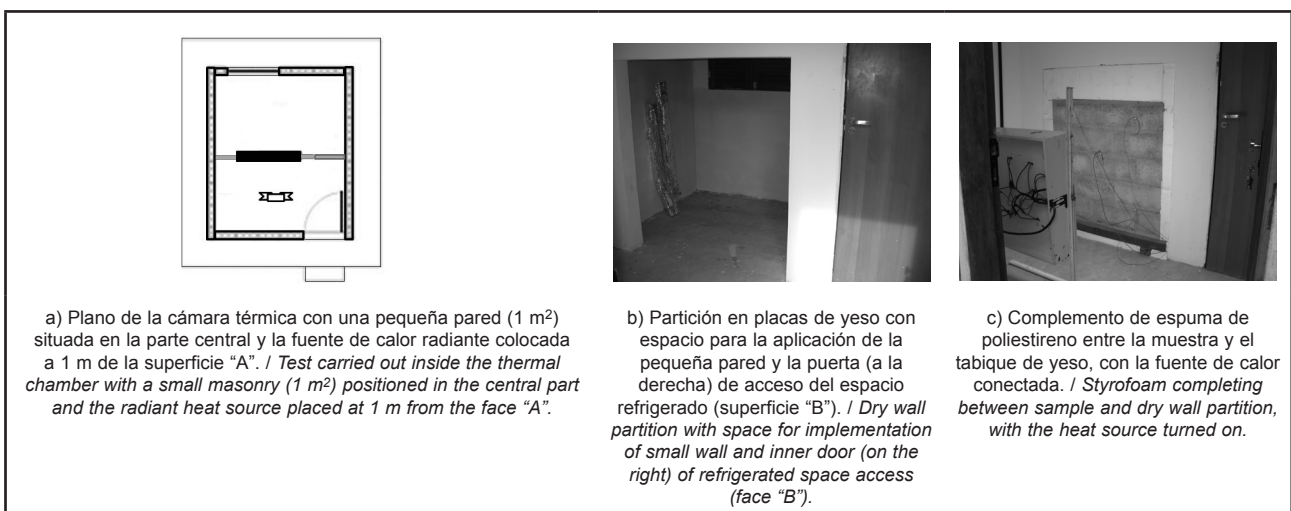 a) Plano de la cámara térmica con una pequeña pared (1 m²)
situada en la parte central y la fuente de calor radiante colocada
a 1 m de la superficie “A”. / Test carried out inside the thermal
chamber with a small masonry (1 m²) positioned in the central part
and the radiant heat source placed at 1 m from the face “A”.
b) Partición en placas de yeso con
espacio para la aplicación de la
pequeña pared y la puerta (a la
derecha) de acceso del espacio
refrigerado (superficie “B”). / Dry wall
partition with space for implementation
of small wall and inner door (on the
right) of refrigerated space access
(face “B”).
c) Complemento de espuma de
poliestireno entre la muestra y el
tabique de yeso, con la fuente de calor
conectada. / Styrofoam completing
between sample and dry wall partition,
with the heat source turned on.